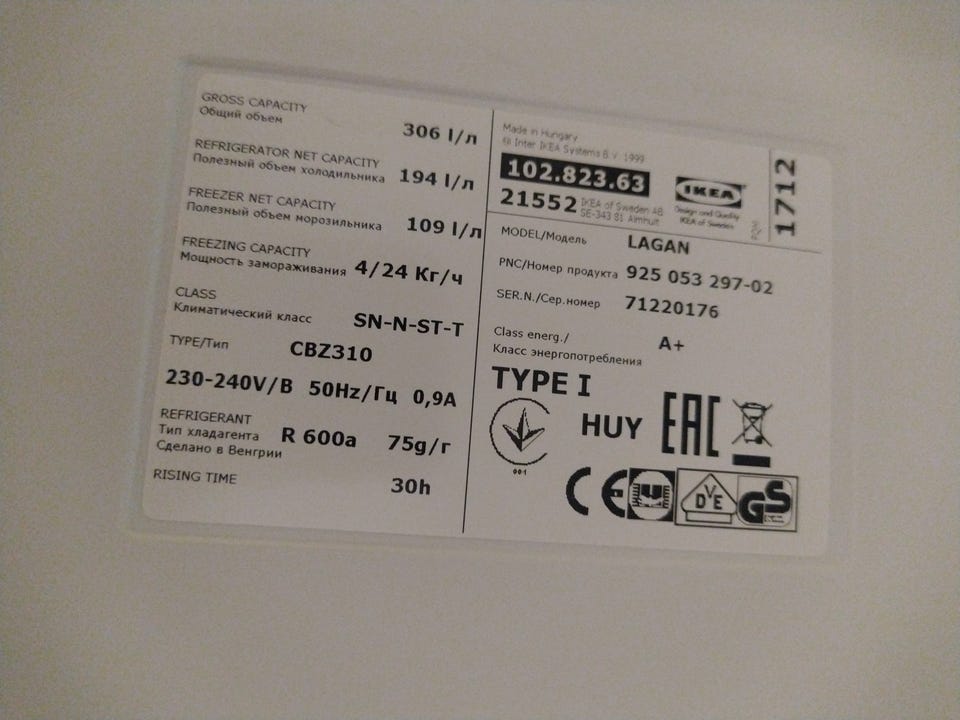 GROSS CAPACITY
Общий объем 306 l/л
REFRIGERATOR NET CAPACITY
Полезный объем холодильника 194 l/л
FREEZER NET CAPACITY
Полезный объем морозильника 109 l/л
FREEZING CAPACITY
Мощность замораживания 4/24 Кг/ч
CLASS
Климатический класс SN-N-ST-T
TYPE/Тип CBZ310
230-240V/В 50Hz/Гц 0,9A
REFRIGERANT
Тип хладагента R 600a 75g/г
Сделано в Венгрии
RISING TIME 30h
Made in Hungary
© Inter IKEA Systems B.V. 1999
102.823.63
21552 IKEA of Sweden AB
SE-343 81 Älmhult
IKEA
Design and Quality
IKEA of Sweden
1712
MODEL/Модель LAGAN
PNC/Номер продукта 925 053 297-02
SER.N./Сер.номер 71220176
Class energ./
Класс энергопотребления A+
TYPE I
001
HUY
EAC
CE
DVE
GS